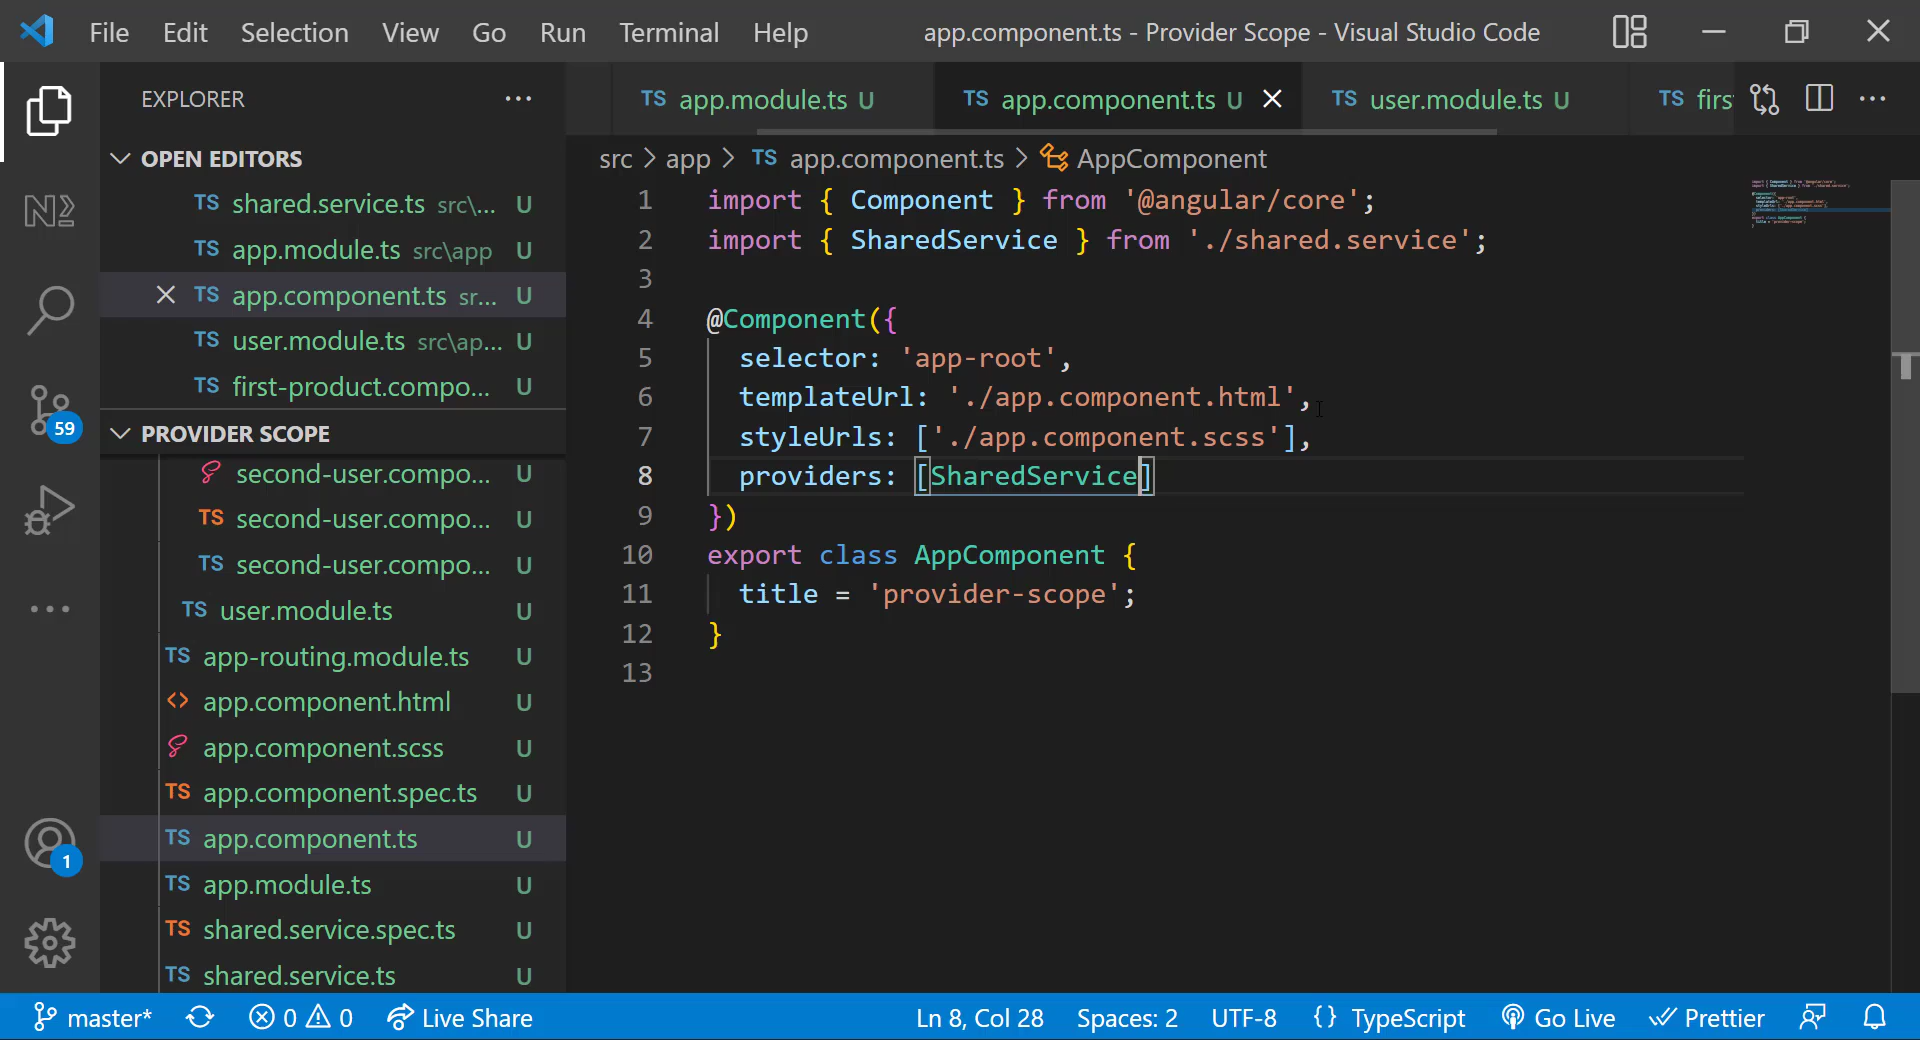 File Edit Selection View Go Run Terminal Help app.component.ts - Provider Scope - Visual Studio Code
EXPLORER
OPEN EDITORS
TS shared.service.ts src\... U
TS app.module.ts src\app U
TS app.component.ts sr... U
TS user.module.ts src\ap... U
TS first-product.compo... U
PROVIDER SCOPE
second-user.compo... U
TS second-user.compo... U
TS second-user.compo... U
TS user.module.ts U
TS app-routing.module.ts U
<> app.component.html U
app.component.scss U
TS app.component.spec.ts U
TS app.component.ts U
TS app.module.ts U
TS shared.service.spec.ts U
TS shared.service.ts U
59
1
TS app.module.ts U TS app.component.ts U TS user.module.ts U TS firs
src > app > TS app.component.ts > AppComponent
1 import { Component } from '@angular/core';
2 import { SharedService } from './shared.service';
3
4 @Component({
5 selector: 'app-root',
6 templateUrl: './app.component.html',
7 styleUrls: ['./app.component.scss'],
8 providers: [SharedService]
9 })
10 export class AppComponent {
11 title = 'provider-scope';
12 }
13
master* 0 0 Live Share Ln 8, Col 28 Spaces: 2 UTF-8 {} TypeScript Go Live Prettier